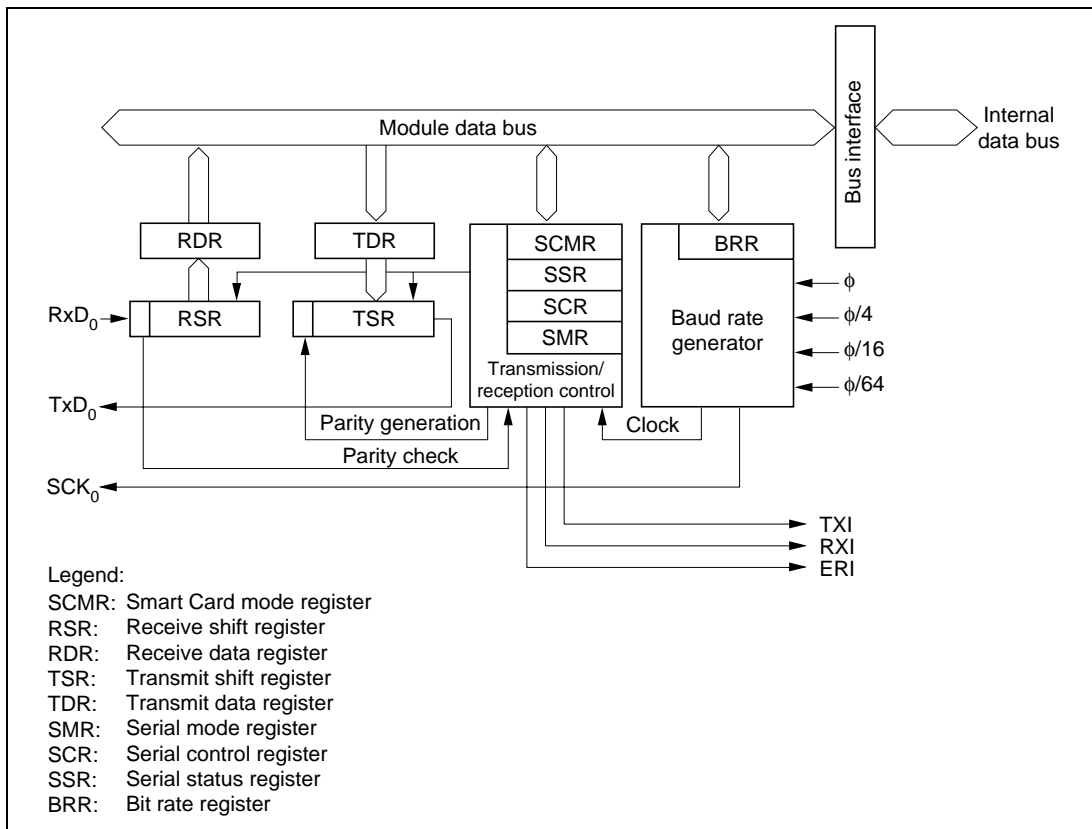 Module data bus
Bus interface
Internal
data bus
RDR
TDR
SCMR
SSR
SCR
SMR
Transmission/
reception control
BRR
Baud rate
generator
φ
φ/4
φ/16
φ/64
RxD0
RSR
TSR
TxD0
Parity generation
Parity check
Clock
SCK0
TXI
RXI
ERI
Legend:
SCMR: Smart Card mode register
RSR: Receive shift register
RDR: Receive data register
TSR: Transmit shift register
TDR: Transmit data register
SMR: Serial mode register
SCR: Serial control register
SSR: Serial status register
BRR: Bit rate register